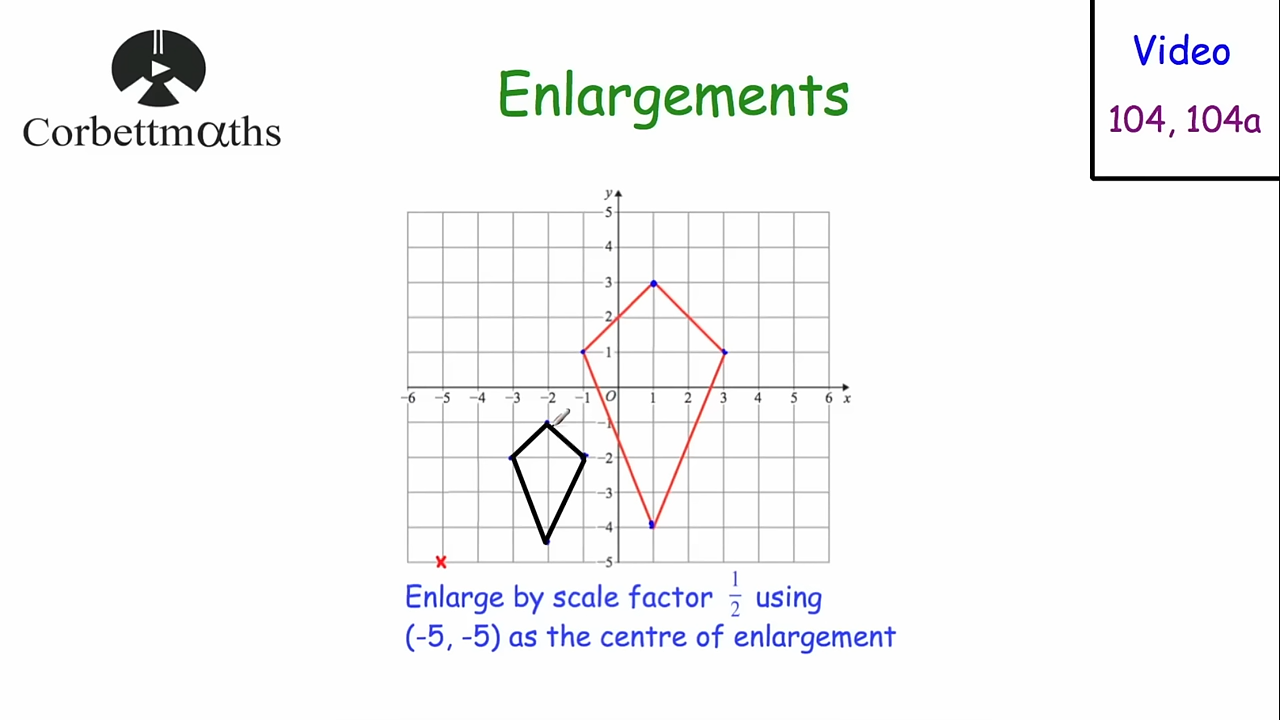 Corbettmαths
Enlargements
Video
104, 104a
y
5
4
3
2
1
-6 -5 -4 -3 -2 -1 O 1 2 3 4 5 6 x
-1
-2
-3
-4
-5
Enlarge by scale factor 1/2 using
(-5, -5) as the centre of enlargement